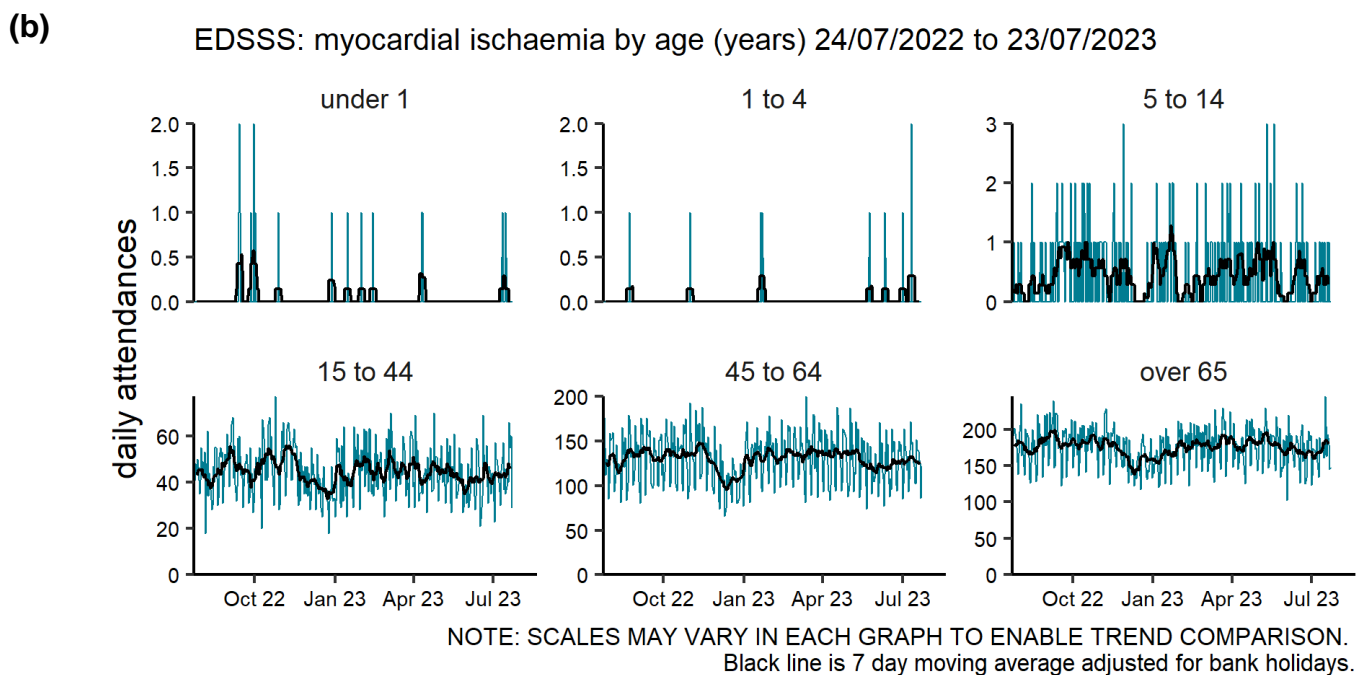 (b)
EDSSS: myocardial ischaemia by age (years) 24/07/2022 to 23/07/2023
daily attendances
under 1
2.0
1.5
1.0
0.5
0.0
1 to 4
2.0
1.5
1.0
0.5
0.0
5 to 14
3
2
1
0
15 to 44
60
40
20
0
Oct 22 Jan 23 Apr 23 Jul 23
45 to 64
200
150
100
50
0
Oct 22 Jan 23 Apr 23 Jul 23
over 65
200
150
100
50
0
Oct 22 Jan 23 Apr 23 Jul 23
NOTE: SCALES MAY VARY IN EACH GRAPH TO ENABLE TREND COMPARISON.
Black line is 7 day moving average adjusted for bank holidays.